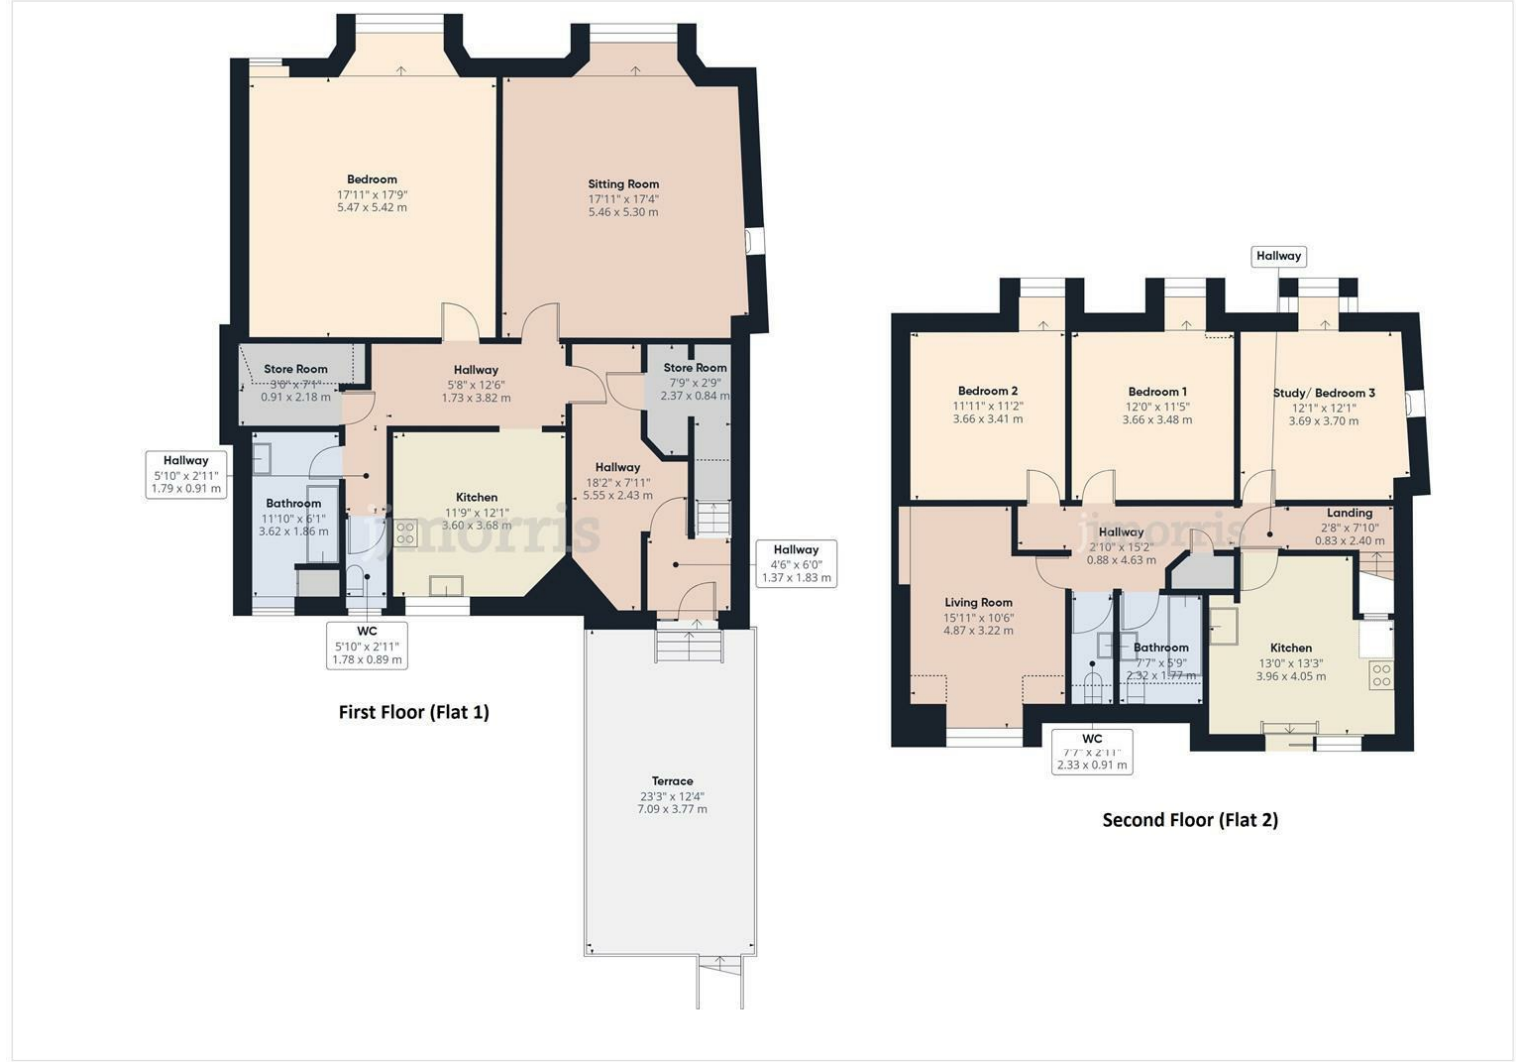 Bedroom
17'11" x 17'9"
5.47 x 5.42 m
Sitting Room
17'11" x 17'4"
5.46 x 5.30 m
Store Room
3'0" x 7'1"
0.91 x 2.18 m
Hallway
5'8" x 12'6"
1.73 x 3.82 m
Store Room
7'9" x 2'9"
2.37 x 0.84 m
Hallway
5'10" x 2'11"
1.79 x 0.91 m
Bathroom
11'10" x 6'1"
3.62 x 1.86 m
Kitchen
11'9" x 12'1"
3.60 x 3.68 m
Hallway
18'2" x 7'11"
5.55 x 2.43 m
jjmorris
Hallway
4'6" x 6'0"
1.37 x 1.83 m
WC
5'10" x 2'11"
1.78 x 0.89 m
First Floor (Flat 1)
Terrace
23'3" x 12'4"
7.09 x 3.77 m
Hallway
Bedroom 2
11'11" x 11'2"
3.66 x 3.41 m
Bedroom 1
12'0" x 11'5"
3.66 x 3.48 m
Study/ Bedroom 3
12'1" x 12'1"
3.69 x 3.70 m
Landing
2'8" x 7'10"
0.83 x 2.40 m
jjmorris
Hallway
2'10" x 15'2"
0.88 x 4.63 m
Living Room
15'11" x 10'6"
4.87 x 3.22 m
Bathroom
7'7" x 5'9"
2.32 x 1.77 m
Kitchen
13'0" x 13'3"
3.96 x 4.05 m
WC
7'7" x 2'11"
2.33 x 0.91 m
Second Floor (Flat 2)